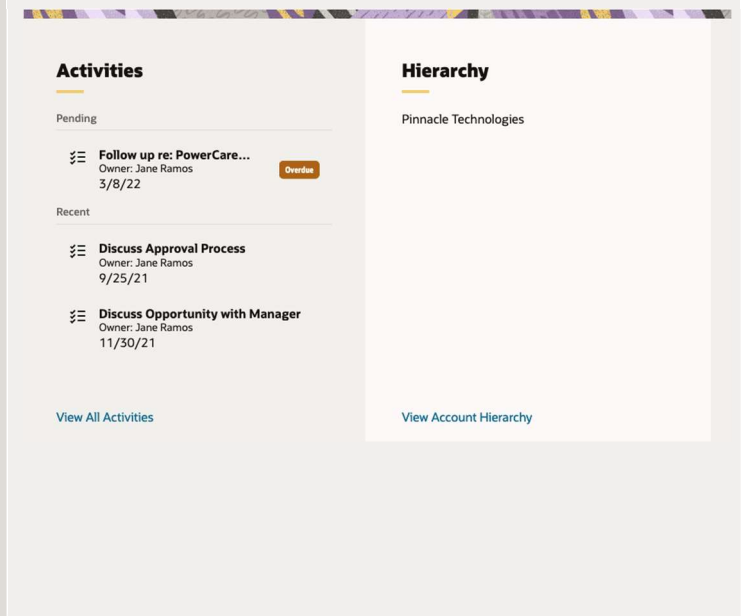 Activities
Pending
Follow up re: PowerCare...
Owner: Jane Ramos
3/8/22
Overdue
Recent
Discuss Approval Process
Owner: Jane Ramos
9/25/21
Discuss Opportunity with Manager
Owner: Jane Ramos
11/30/21
View All Activities
Hierarchy
Pinnacle Technologies
View Account Hierarchy